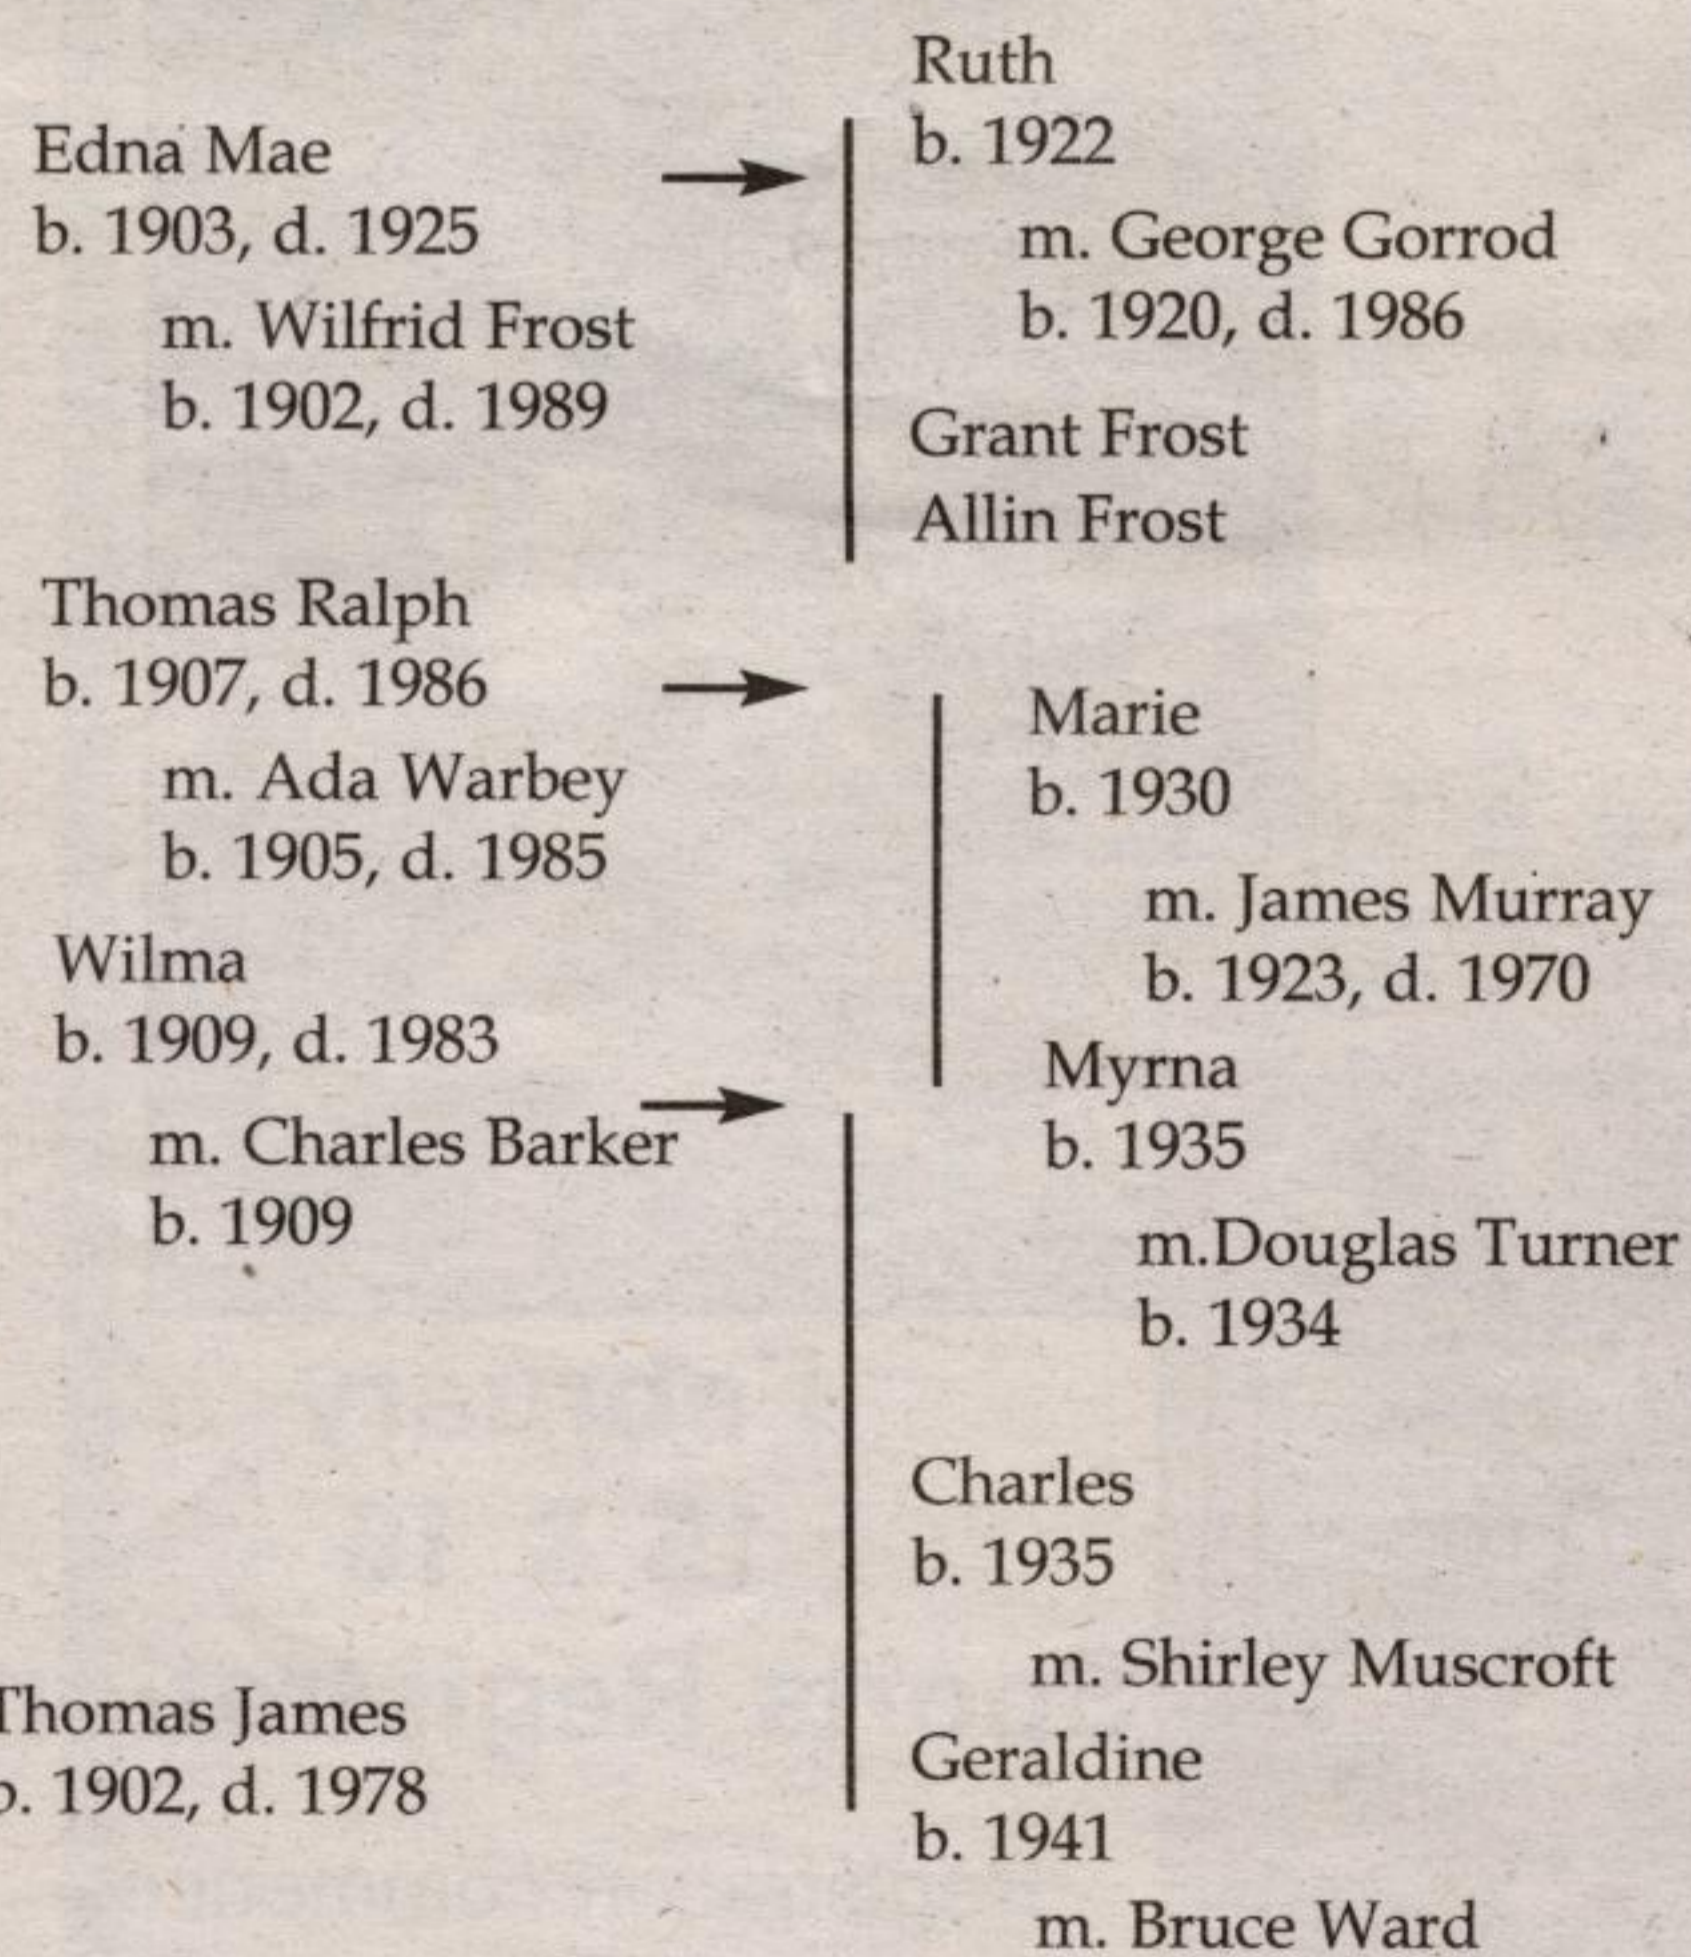 Edna Mae
b. 1903, d. 1925
m. Wilfrid Frost
b. 1902, d. 1989
Ruth
b. 1922
m. George Gorrod
b. 1920, d. 1986
Grant Frost
Allin Frost
Thomas Ralph
b. 1907, d. 1986
m. Ada Warbey
b. 1905, d. 1985
Marie
b. 1930
m. James Murray
b. 1923, d. 1970
Myrna
b. 1935
m.Douglas Turner
b. 1934
Wilma
b. 1909, d. 1983
m. Charles Barker
b. 1909
Charles
b. 1935
m. Shirley Muscroft
Geraldine
b. 1941
m. Bruce Ward
Thomas James
b. 1902, d. 1978